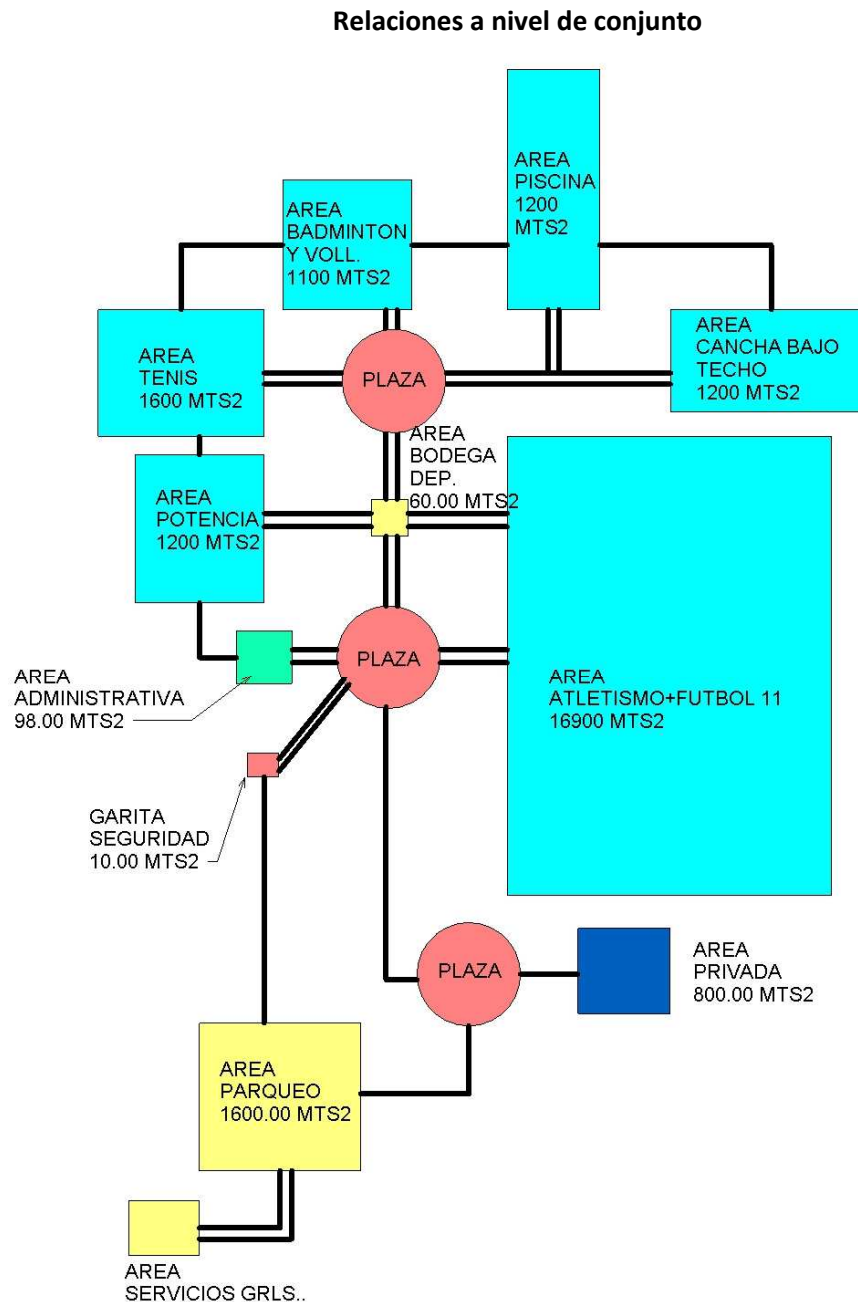 Relaciones a nivel de conjunto
AREA
PISCINA
1200
MTS2
AREA
BADMINTON
Y VOLL.
1100 MTS2
AREA
CANCHA BAJO
TECHO
1200 MTS2
AREA
TENIS
1600 MTS2
PLAZA
AREA
BODEGA
DEP.
60.00 MTS2
AREA
POTENCIA
1200 MTS2
PLAZA
AREA
ATLETISMO+FUTBOL 11
16900 MTS2
AREA
ADMINISTRATIVA
98.00 MTS2
GARITA
SEGURIDAD
10.00 MTS2
PLAZA
AREA
PRIVADA
800.00 MTS2
AREA
PARQUEO
1600.00 MTS2
AREA
SERVICIOS GRLS..